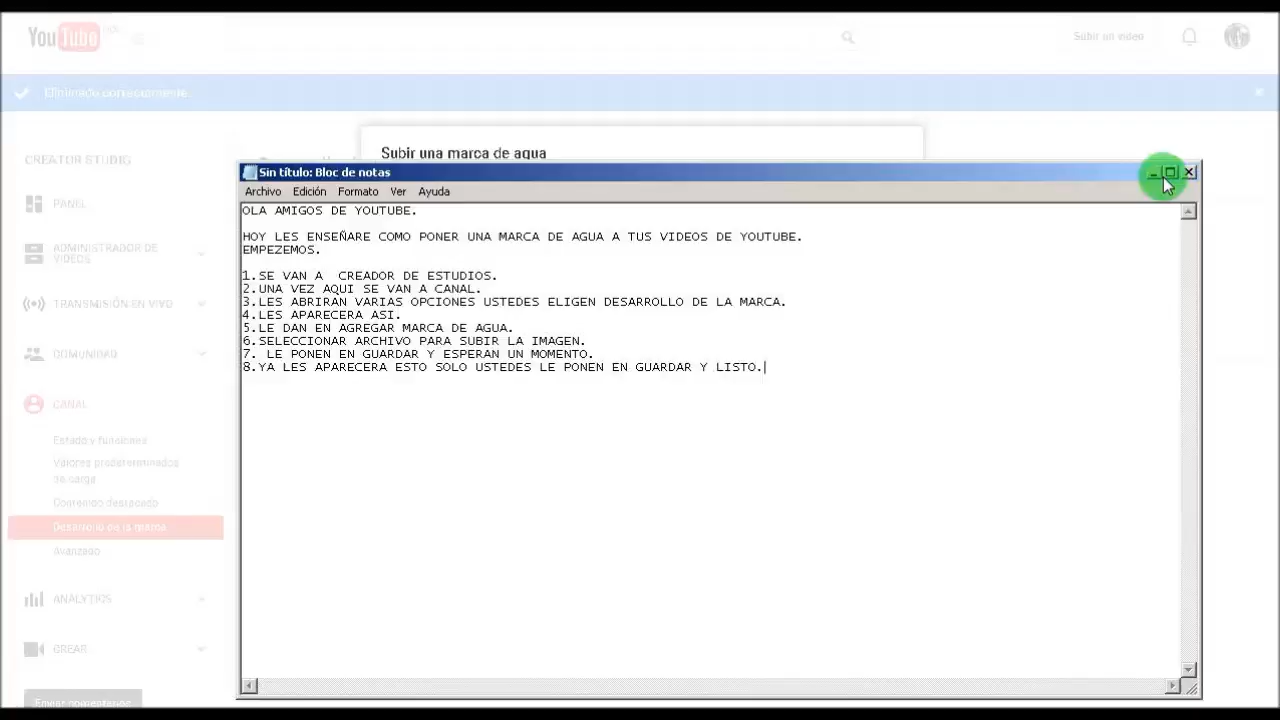 YouTube
Subir un video
Eliminado correctamente.
CREATOR STUDIO
Subir una marca de agua
Sin título: Bloc de notas
Archivo Edición Formato Ver Ayuda
OLA AMIGOS DE YOUTUBE.
HOY LES ENSEÑARE COMO PONER UNA MARCA DE AGUA A TUS VIDEOS DE YOUTUBE.
EMPEZEMOS.
1.SE VAN A  CREADOR DE ESTUDIOS.
2.UNA VEZ AQUI SE VAN A CANAL.
3.LES ABRIRAN VARIAS OPCIONES USTEDES ELIGEN DESARROLLO DE LA MARCA.
4.LES APARECERA ASI.
5.LE DAN EN AGREGAR MARCA DE AGUA.
6.SELECCIONAR ARCHIVO PARA SUBIR LA IMAGEN.
7. LE PONEN EN GUARDAR Y ESPERAN UN MOMENTO.
8.YA LES APARECERA ESTO SOLO USTEDES LE PONEN EN GUARDAR Y LISTO.
PANEL
ADMINISTRADOR DE
VIDEOS
TRANSMISIÓN EN VIVO
COMUNIDAD
CANAL
Estado y funciones
Valores predeterminados
de carga
Contenido destacado
Desarrollo de la marca
Avanzado
ANALYTICS
CREAR
Enviar comentarios